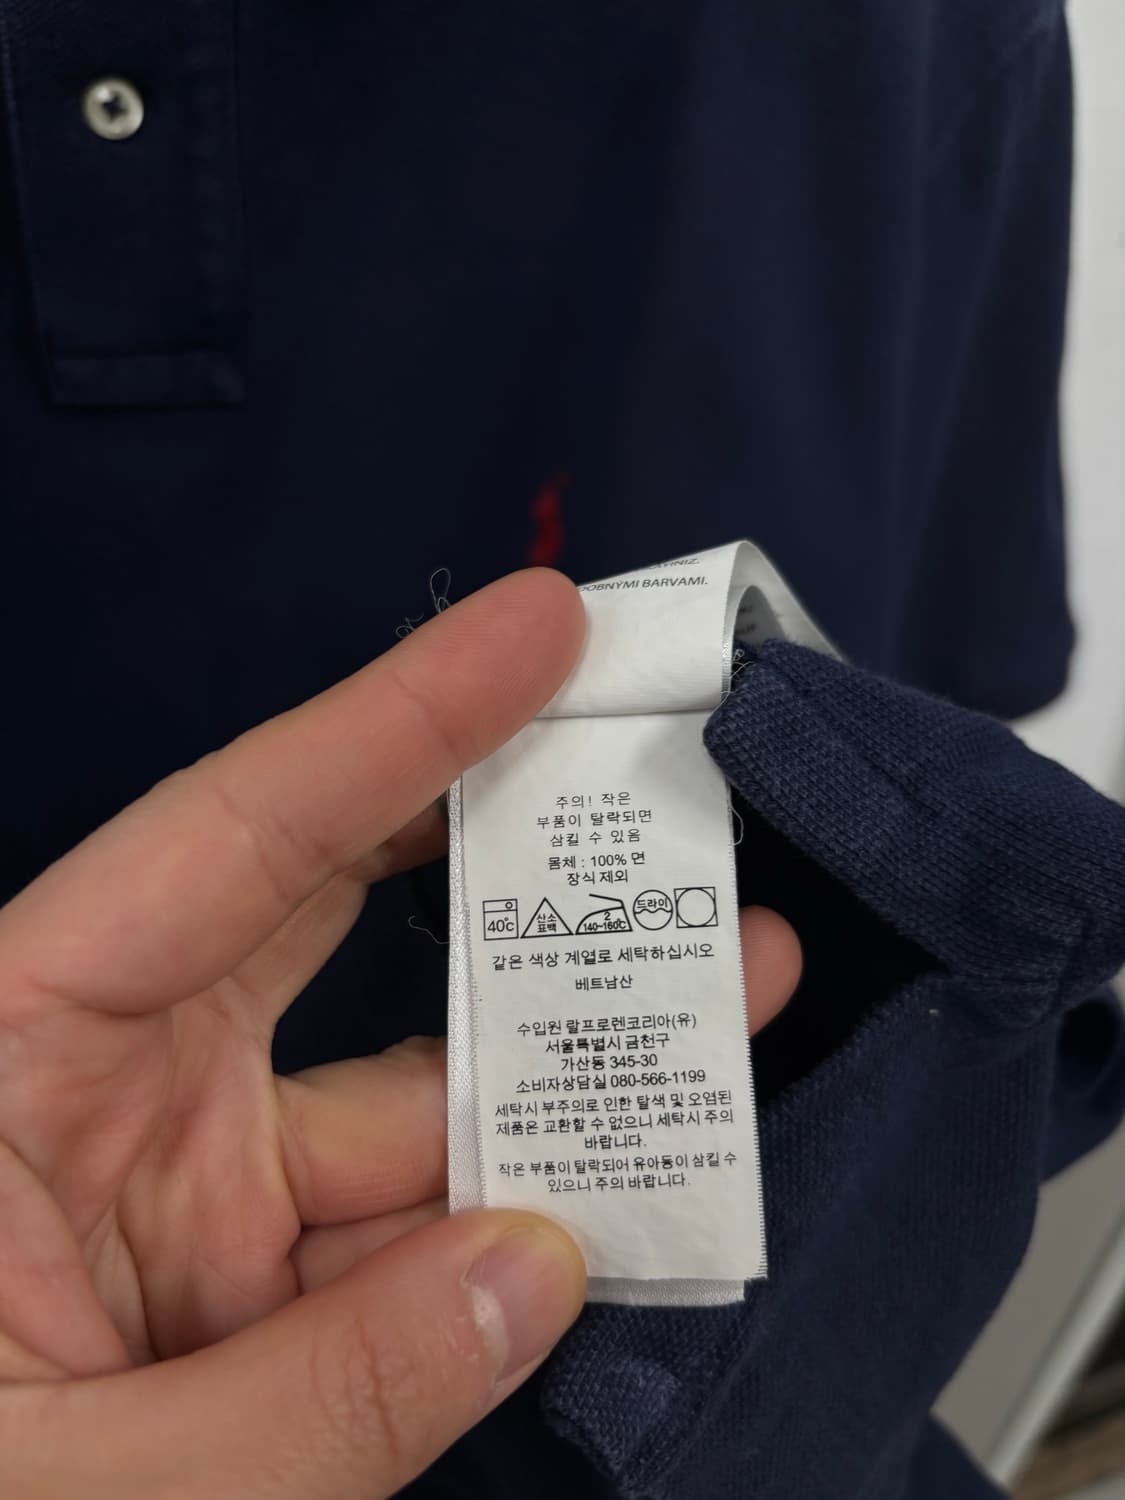 OBNÝMI BARVAMI.
주의! 작은
부품이 탈락되면
삼킬 수 있음
몸체 : 100% 면
장식 제외
40℃ 산소 표백 2 140~160℃ 드라이
같은 색상 계열로 세탁하십시오
베트남산
수입원 랄프로렌코리아(유)
서울특별시 금천구
가산동 345-30
소비자상담실 080-566-1199
세탁시 부주의로 인한 탈색 및 오염된
제품은 교환할 수 없으니 세탁시 주의
바랍니다.
작은 부품이 탈락되어 유아동이 삼킬 수
있으니 주의 바랍니다.